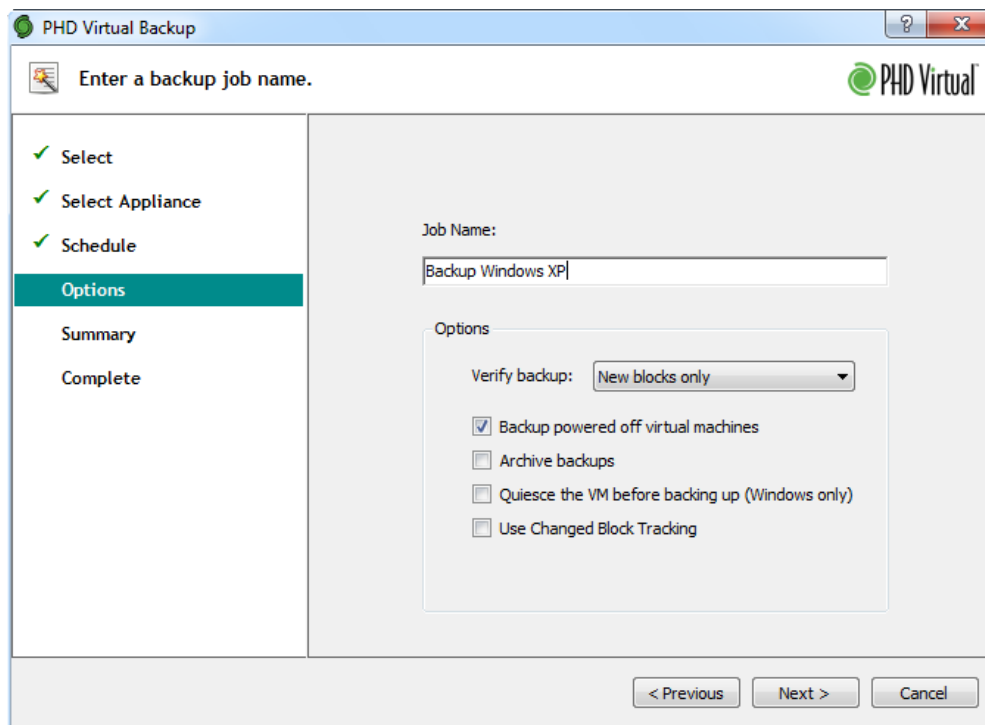 PHD Virtual Backup
?
Enter a backup job name.
PHD Virtual
Select
Select Appliance
Schedule
Options
Summary
Complete
Job Name:
Backup Windows XP
Options
Verify backup: New blocks only
Backup powered off virtual machines
Archive backups
Quiesce the VM before backing up (Windows only)
Use Changed Block Tracking
< Previous Next > Cancel